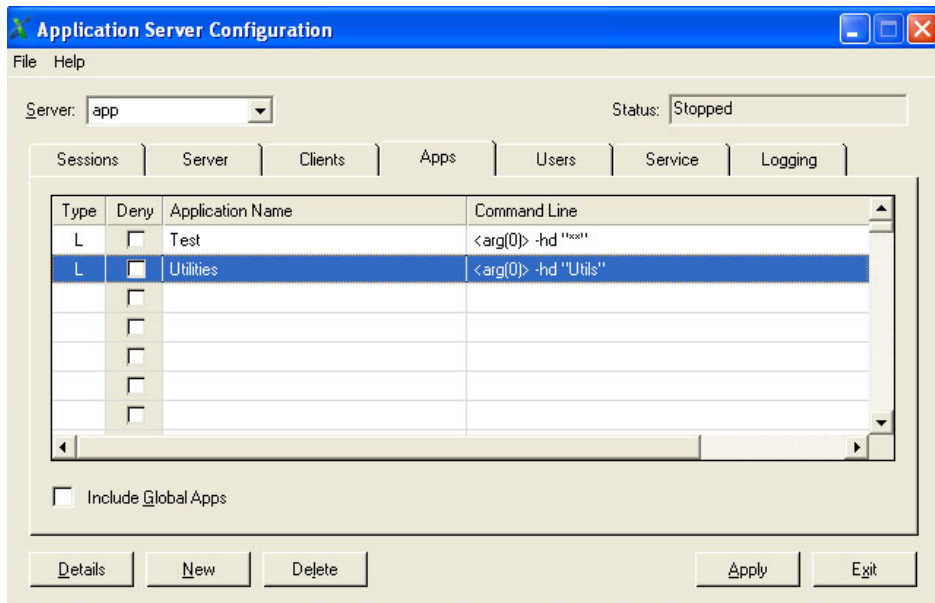 Application Server Configuration
File Help
Server: app Status: Stopped
Sessions Server Clients Apps Users Service Logging
Type Deny Application Name Command Line
L Test <arg(0)> -hd "**"
L Utilities <arg(0)> -hd "Utils"
Include Global Apps
Details New Delete Apply Exit